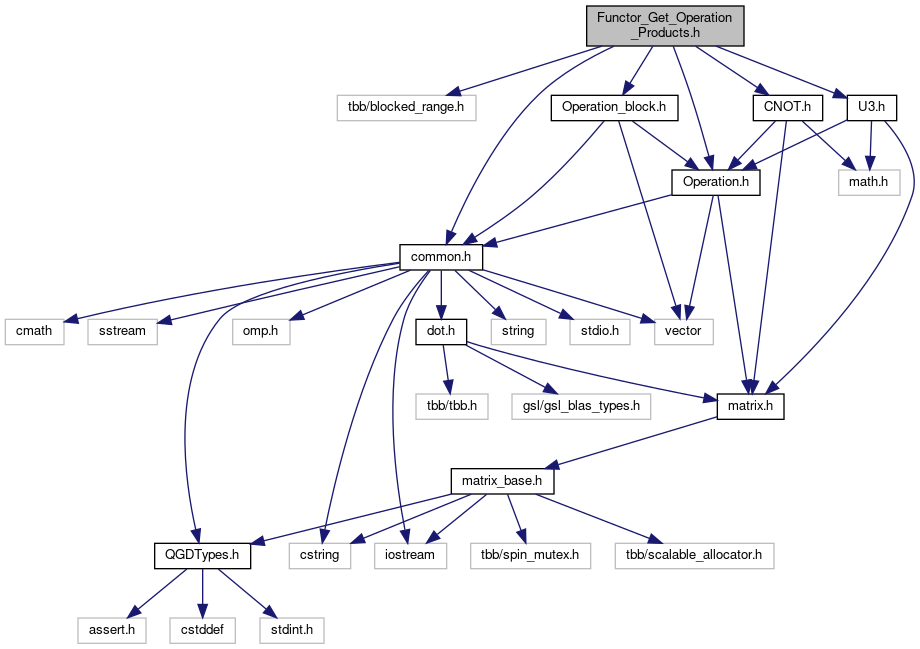 Functor_Get_Operation
_Products.h
tbb/blocked_range.h
Operation_block.h
CNOT.h
U3.h
Operation.h
math.h
common.h
cmath
sstream
omp.h
dot.h
string
stdio.h
vector
tbb/tbb.h
gsl/gsl_blas_types.h
matrix.h
matrix_base.h
QGDTypes.h
cstring
iostream
tbb/spin_mutex.h
tbb/scalable_allocator.h
assert.h
cstddef
stdint.h